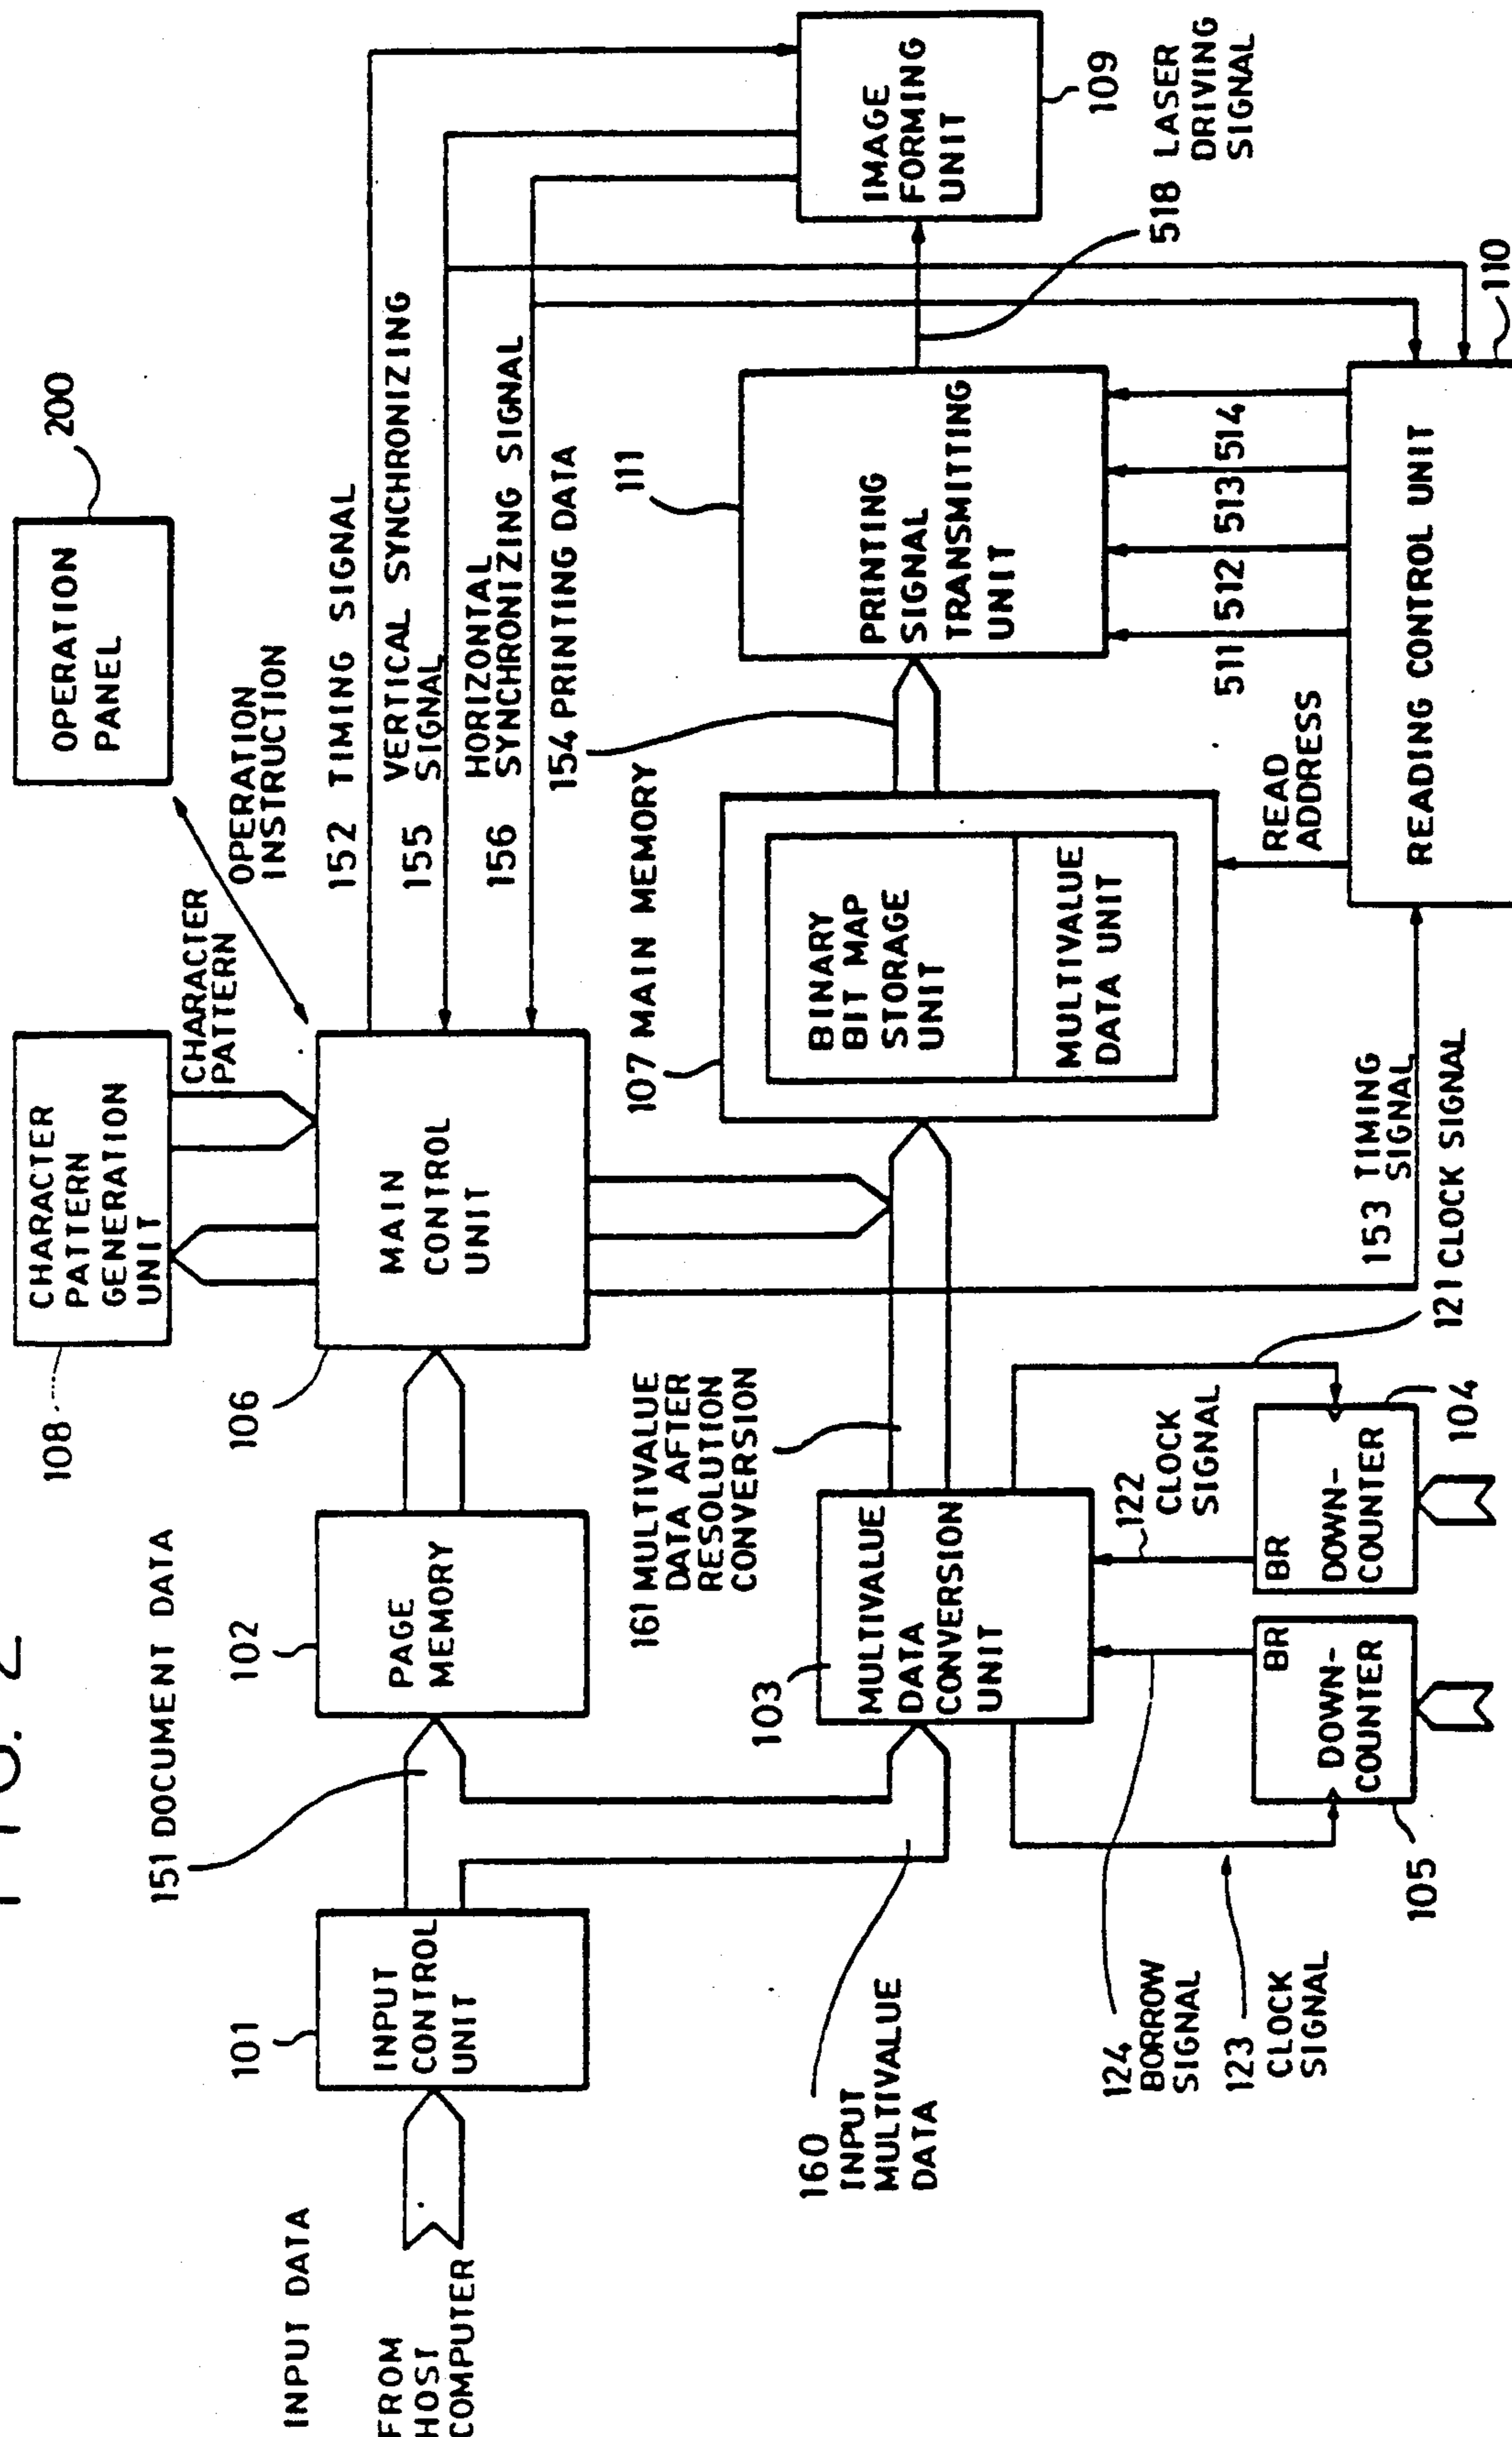 FIG. 2
INPUT DATA
FROM
HOST
COMPUTER
101
INPUT
CONTROL
UNIT
151 DOCUMENT DATA
102
PAGE
MEMORY
108
CHARACTER
PATTERN
GENERATION
UNIT
CHARACTER
PATTERN
106
MAIN
CONTROL
UNIT
200
OPERATION
PANEL
OPERATION
INSTRUCTION
152 TIMING SIGNAL
155 VERTICAL SYNCHRONIZING
SIGNAL
156 HORIZONTAL
SYNCHRONIZING SIGNAL
154 PRINTING DATA
160
INPUT
MULTIVALUE
DATA
103
MULTIVALUE
DATA
CONVERSION
UNIT
161 MULTIVALUE
DATA AFTER
RESOLUTION
CONVERSION
107 MAIN MEMORY
BINARY
BIT MAP
STORAGE
UNIT
MULTIVALUE
DATA UNIT
111
PRINTING
SIGNAL
TRANSMITTING
UNIT
IMAGE
FORMING
UNIT
109
518 LASER
DRIVING
SIGNAL
124
BORROW
SIGNAL
123
CLOCK
SIGNAL
105
BR
DOWN-
COUNTER
122
CLOCK
SIGNAL
BR
DOWN-
COUNTER
104
121 CLOCK SIGNAL
153 TIMING
SIGNAL
READ
ADDRESS
511
512
513
514
READING CONTROL UNIT
110